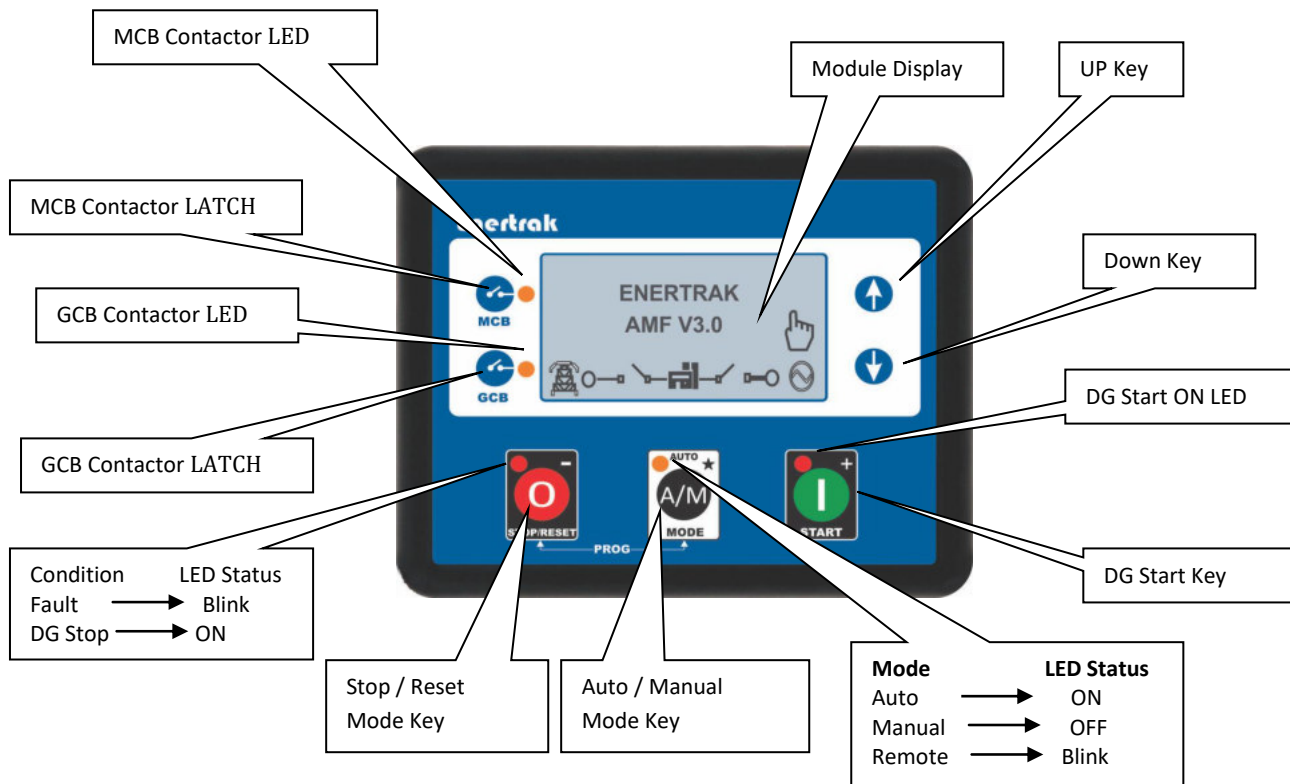 MCB Contactor LED
Module Display
UP Key
MCB Contactor LATCH
Down Key
GCB Contactor LED
GCB Contactor LATCH
DG Start ON LED
DG Start Key
enertrak
MCB
GCB
ENERTRAK
AMF V3.0
- 
O
STOP/RESET
AUTO ★
A/M
MODE
+
I
START
PROG
Condition LED Status
Fault → Blink
DG Stop → ON
Stop / Reset
Mode Key
Auto / Manual
Mode Key
Mode LED Status
Auto → ON
Manual → OFF
Remote → Blink